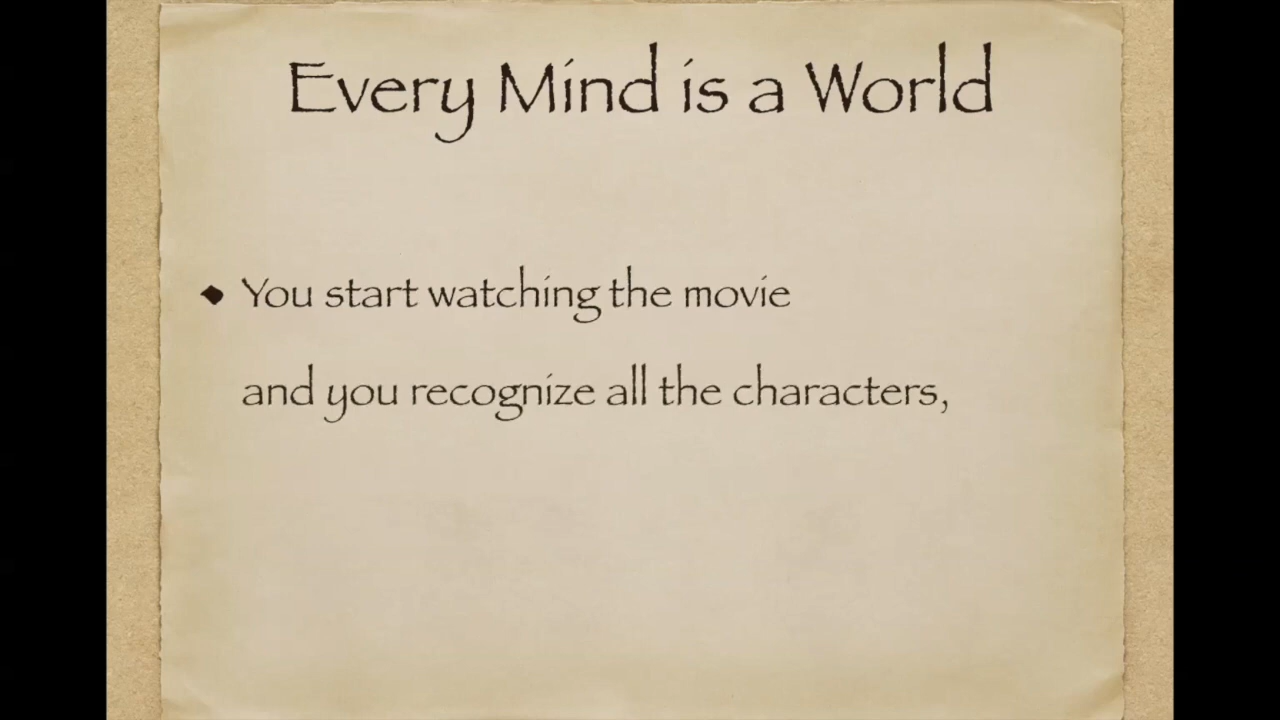 Every Mind is a World
◆ You start watching the movie
and you recognize all the characters,